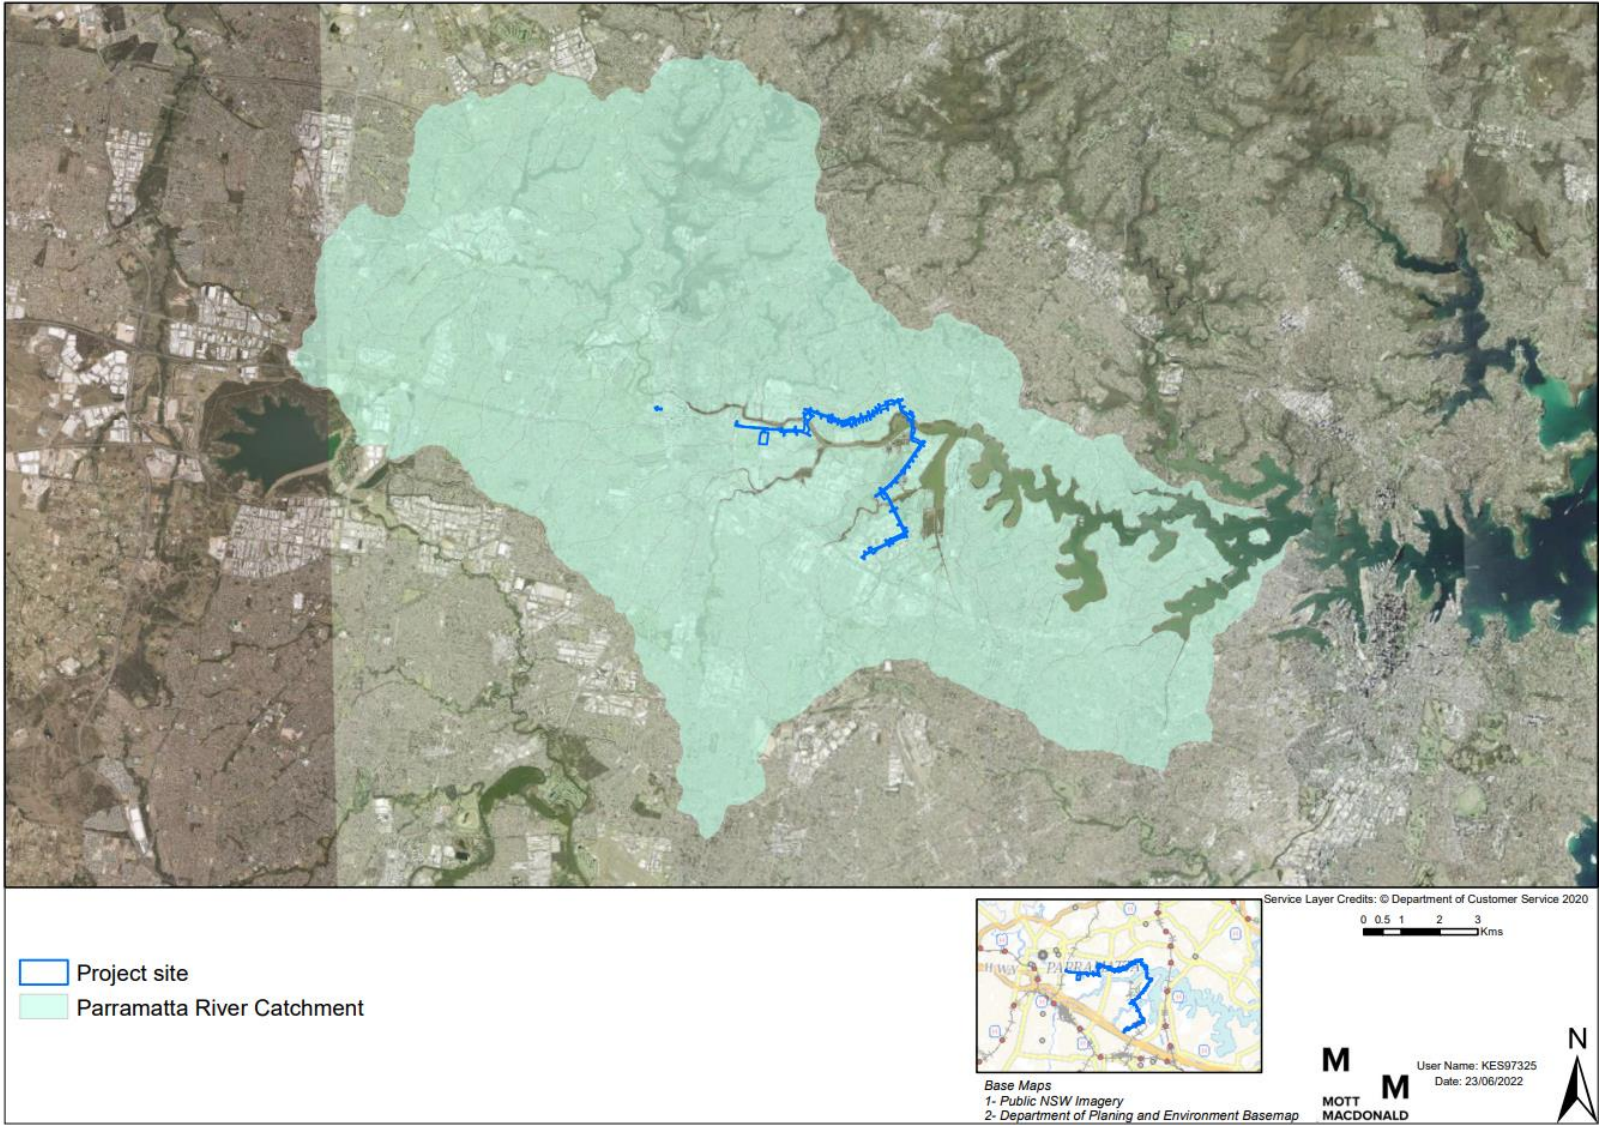 Service Layer Credits: © Department of Customer Service 2020
0 0.5 1 2 3
Kms
HWY
PARRAMATTA
Project site
Parramatta River Catchment
N
Base Maps
1- Public NSW Imagery
2- Department of Planing and Environment Basemap
M
M
MOTT
MACDONALD
User Name: KES97325
Date: 23/06/2022